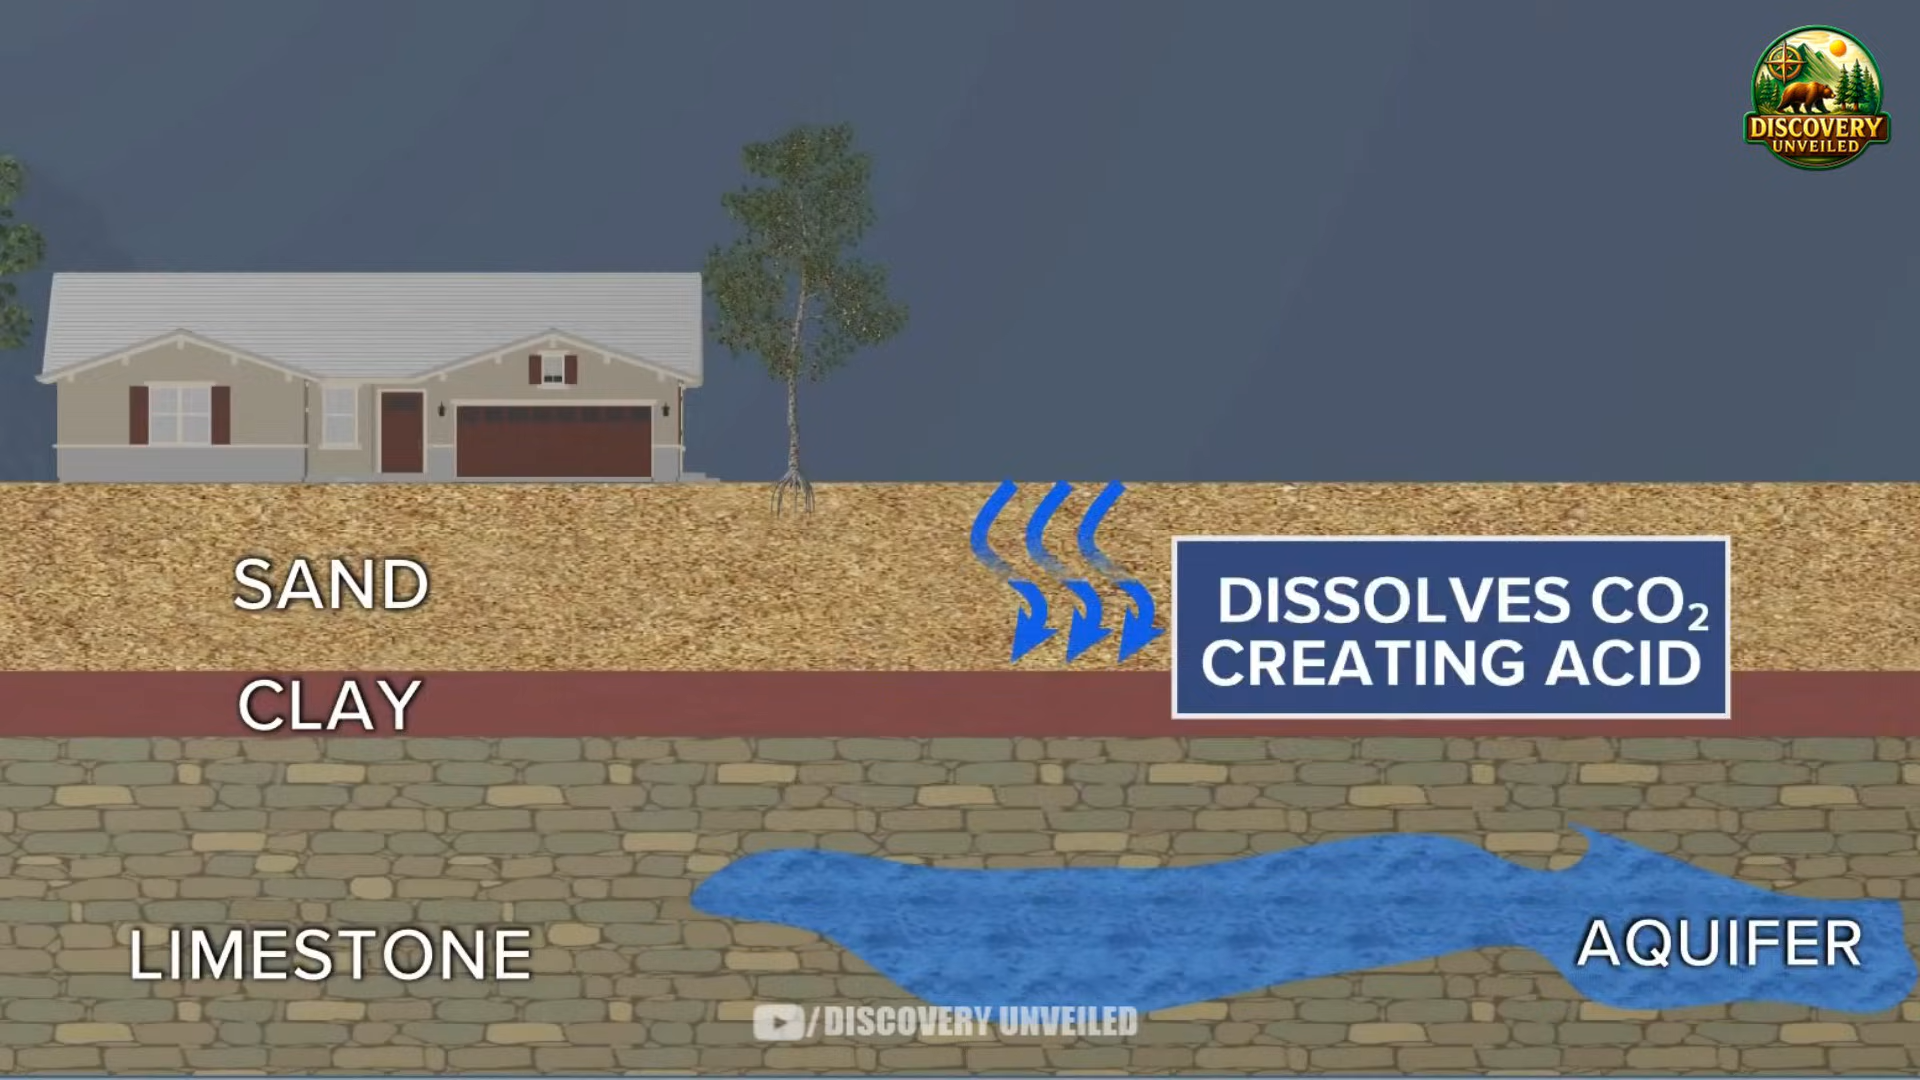 DISCOVERY
UNVEILED
SAND
DISSOLVES CO₂
CREATING ACID
CLAY
LIMESTONE
AQUIFER
/DISCOVERY UNVEILED